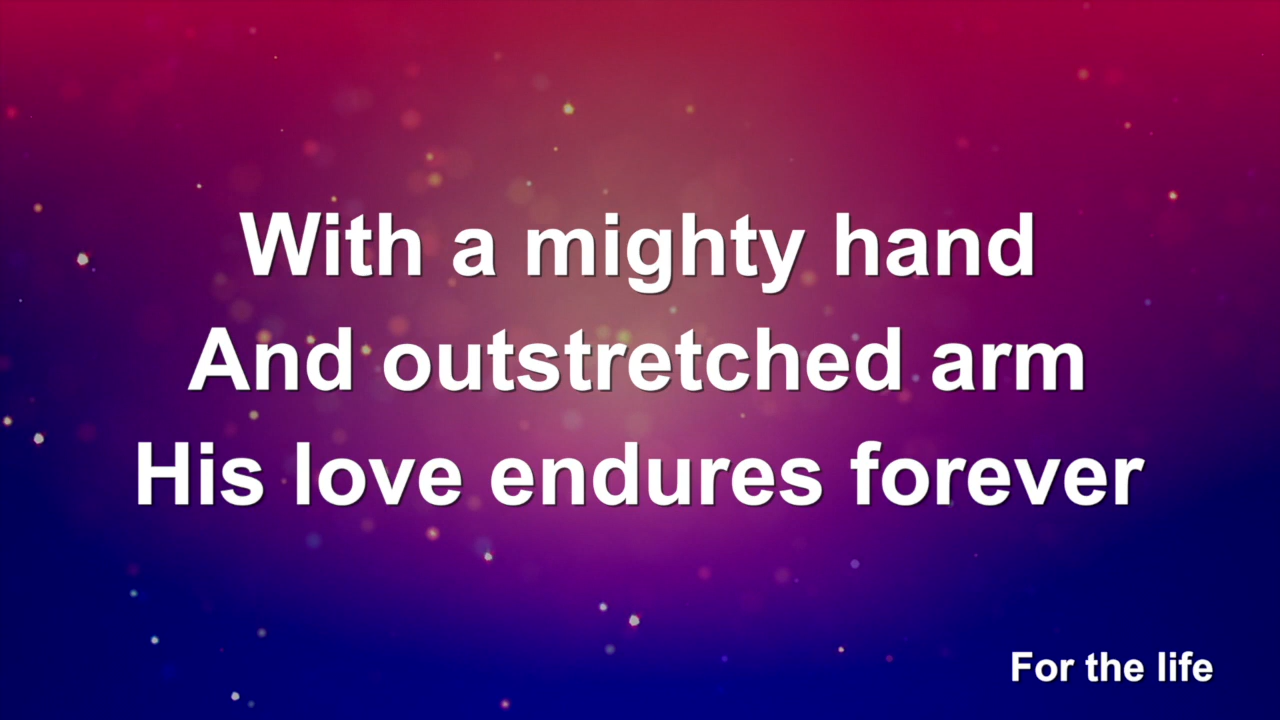 With a mighty hand
And outstretched arm
His love endures forever
For the life